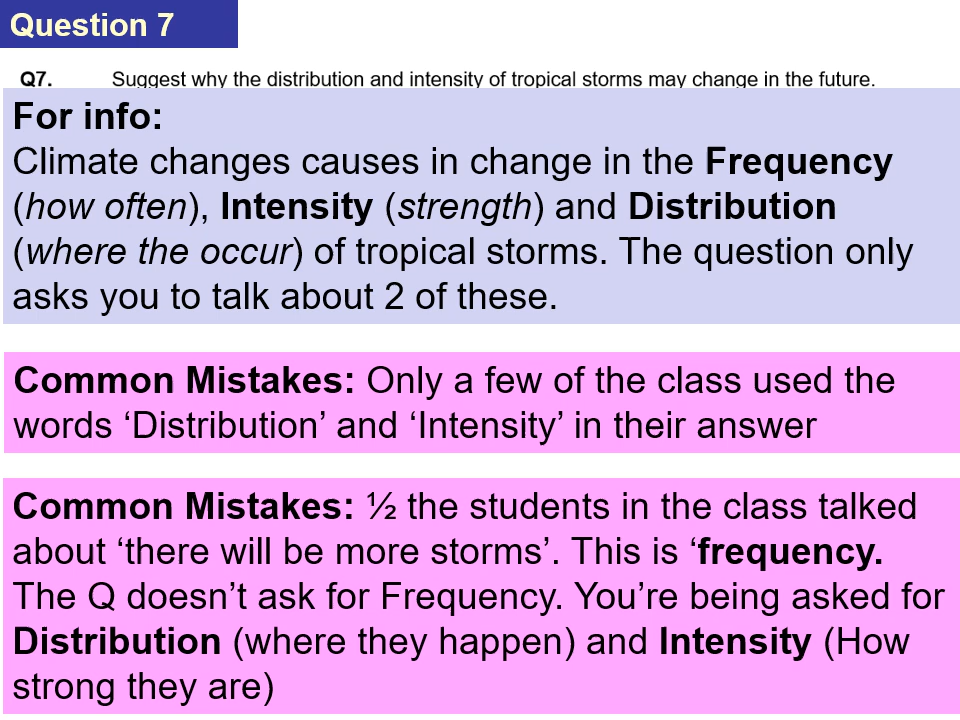 Question 7
Q7. Suggest why the distribution and intensity of tropical storms may change in the future.
For info:
Climate changes causes in change in the Frequency
(how often), Intensity (strength) and Distribution
(where the occur) of tropical storms. The question only
asks you to talk about 2 of these.
Common Mistakes: Only a few of the class used the
words ‘Distribution’ and ‘Intensity’ in their answer
Common Mistakes: ½ the students in the class talked
about ‘there will be more storms’. This is ‘frequency.
The Q doesn’t ask for Frequency. You’re being asked for
Distribution (where they happen) and Intensity (How
strong they are)